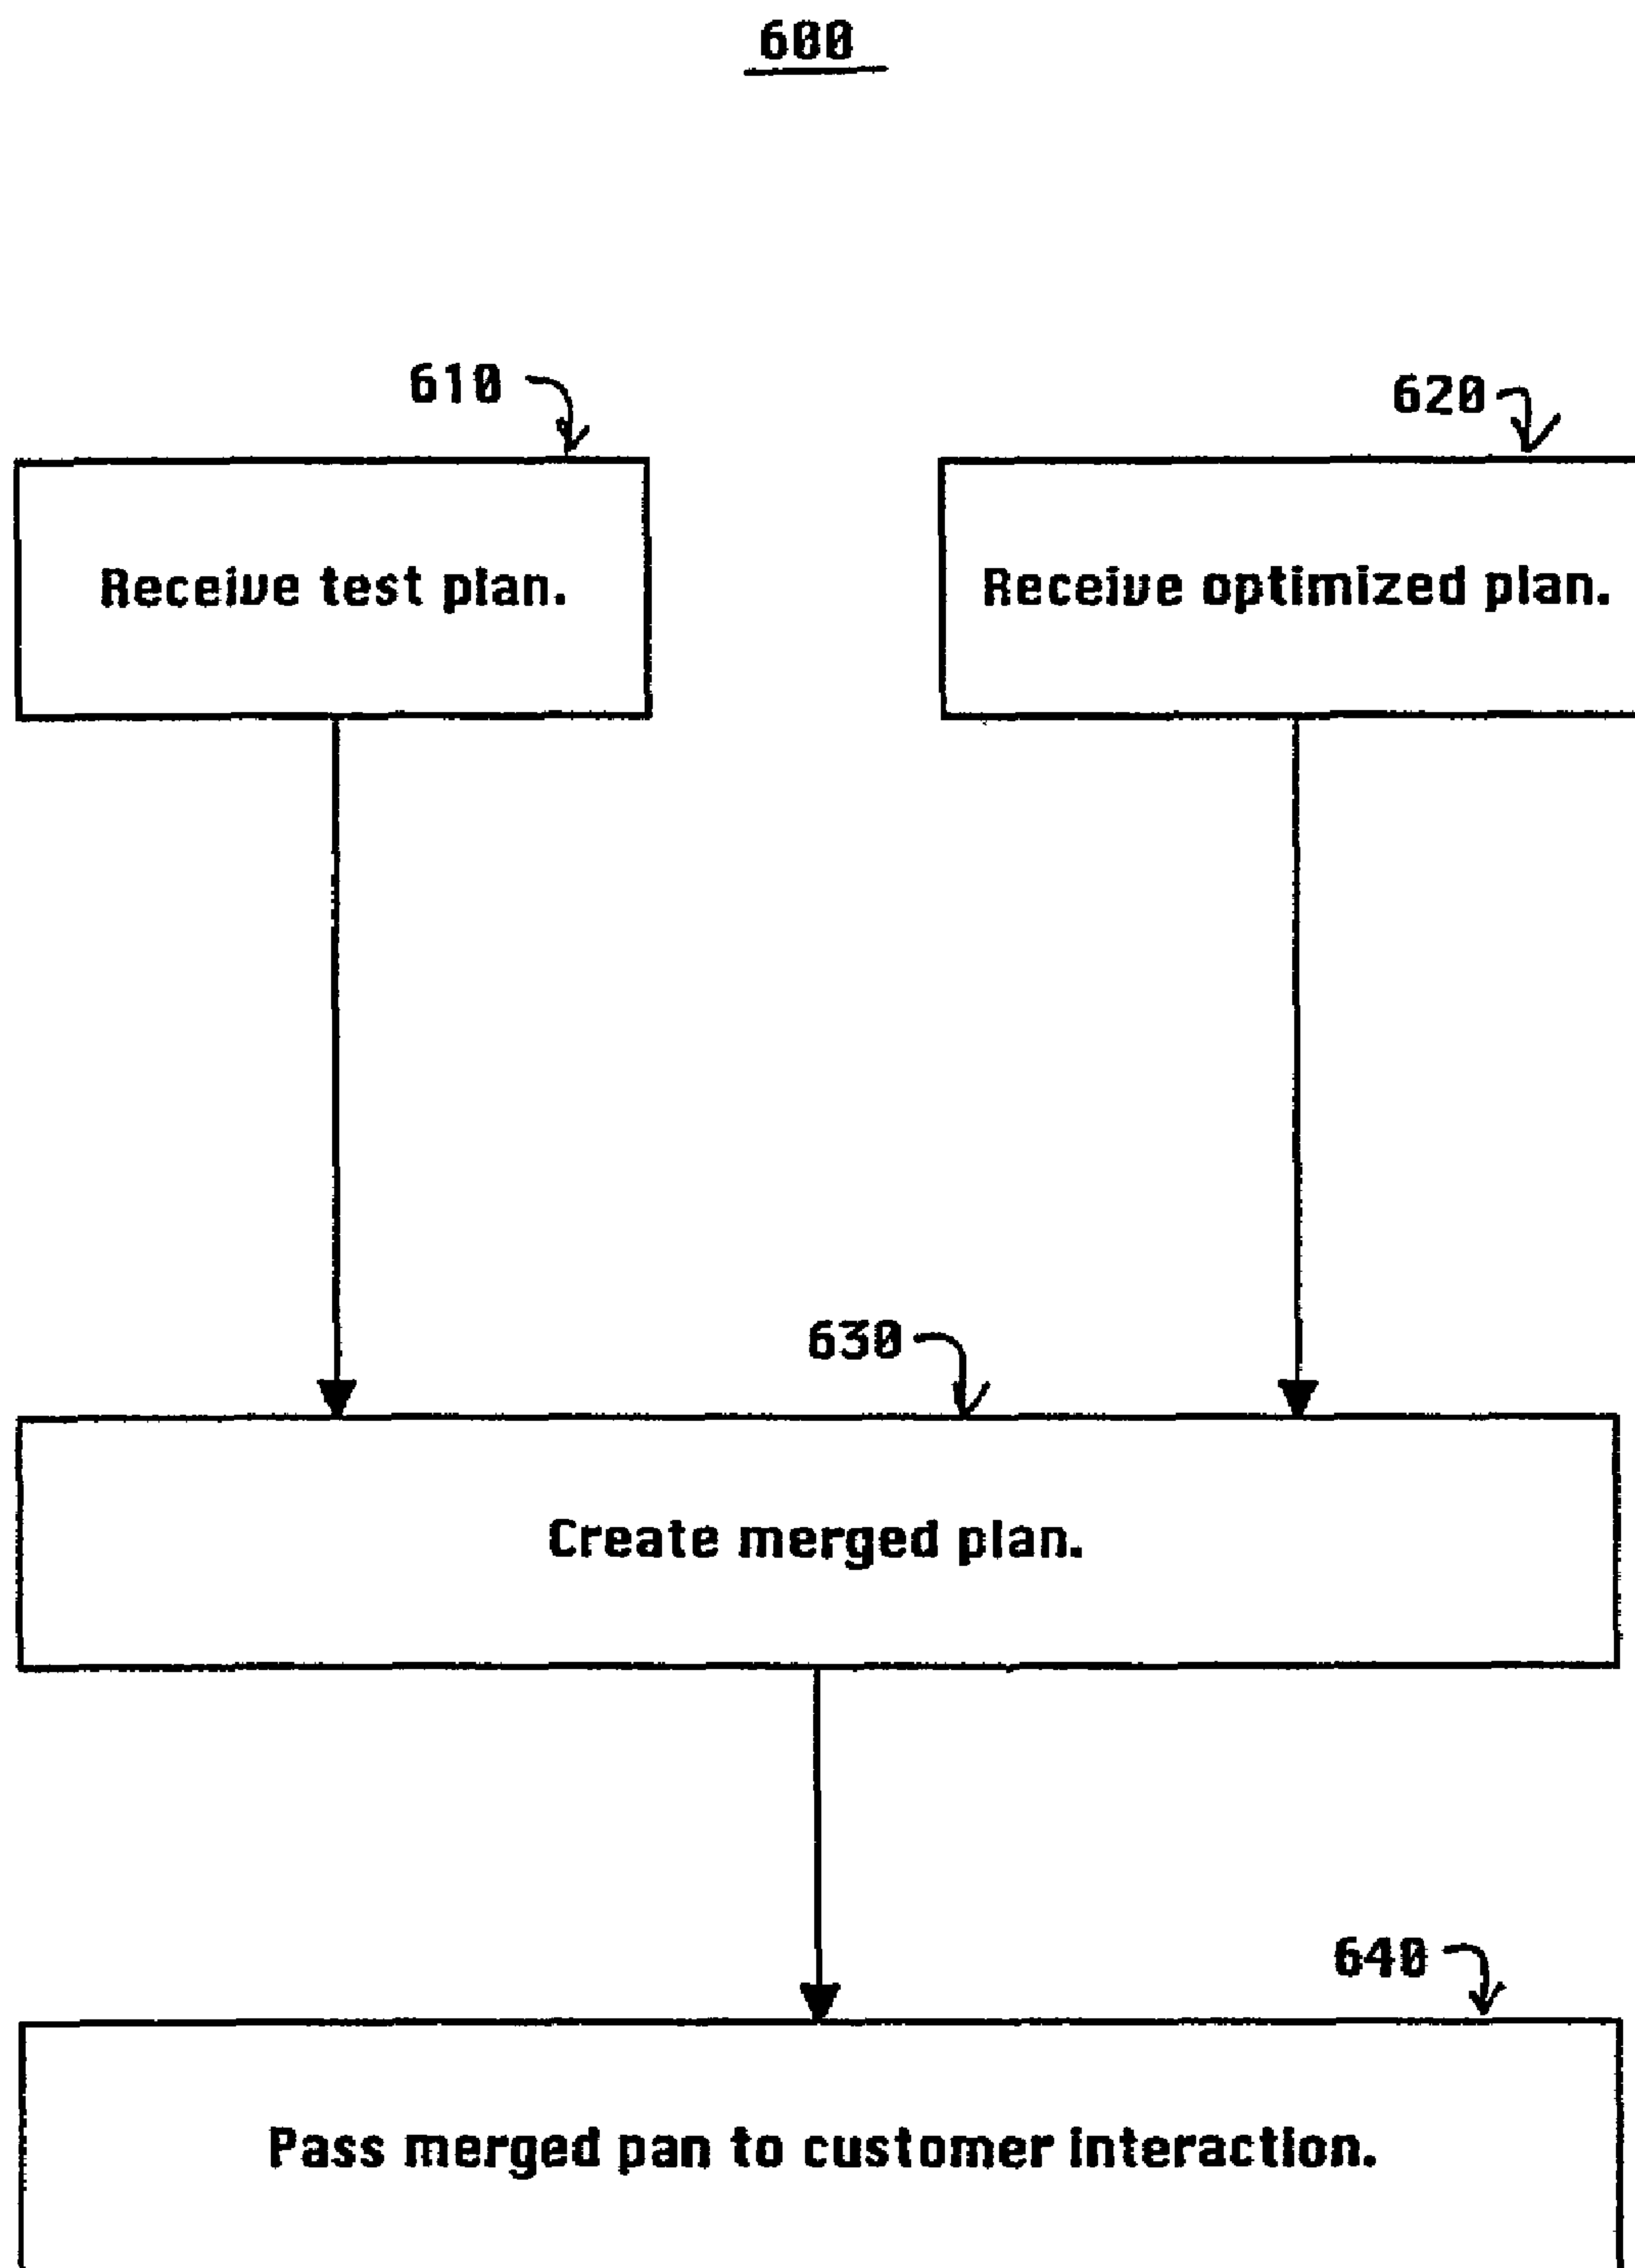 600
610
620
Receive test plan.
Receive optimized plan.
630
Create merged plan.
640
Pass merged pan to customer interaction.